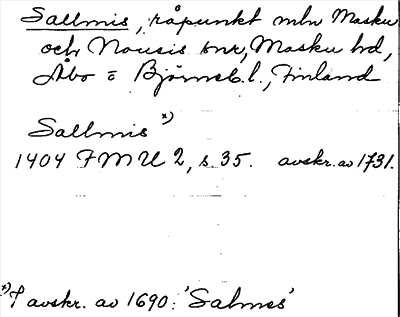 Sallmis, råpunkt mln Masku
och Nousis snr, Masku hd,
Åbo o Björneb. l., Finland
Sallmis x)
1404 FMU 2, s. 35. avskr. av 1731.
x) I avskr. av 1690: 'Salmes'